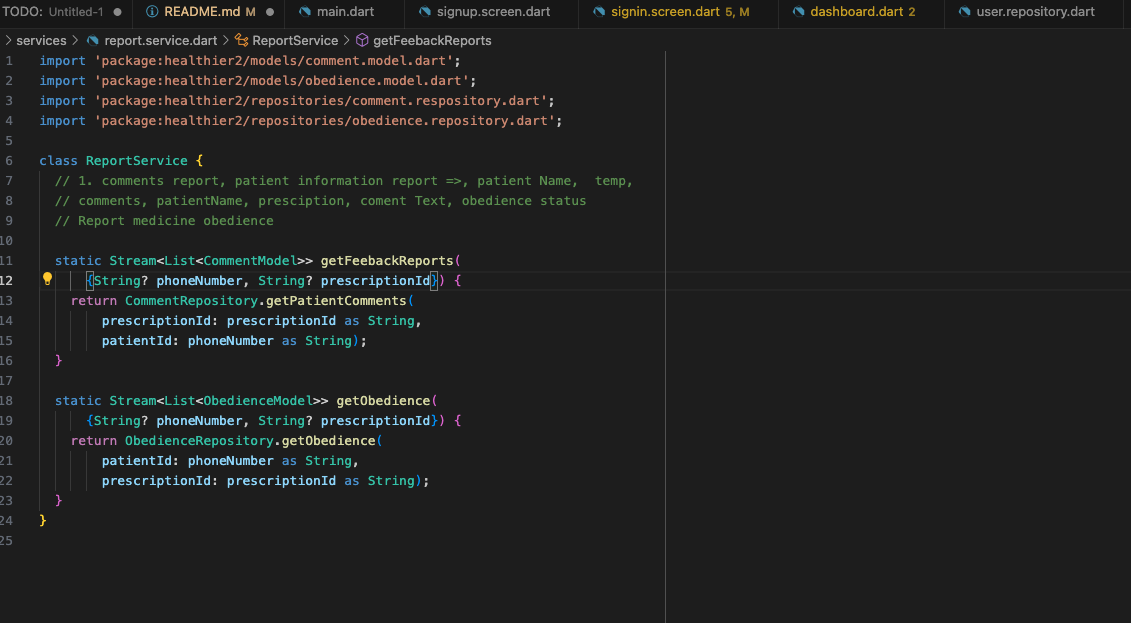 TODO: Untitled-1 README.md M main.dart signup.screen.dart signin.screen.dart 5, M dashboard.dart 2 user.repository.dart
services report.service.dart ReportService getFeebackReports
1 import 'package:healthier2/models/comment.model.dart';
2 import 'package:healthier2/models/obedience.model.dart';
3 import 'package:healthier2/repositories/comment.respository.dart';
4 import 'package:healthier2/repositories/obedience.repository.dart';
5
6 class ReportService {
7 // 1. comments report, patient information report =>, patient Name,  temp,
8 // comments, patientName, presciption, coment Text, obedience status
9 // Report medicine obedience
10
11 static Stream<List<CommentModel>> getFeebackReports(
12 {String? phoneNumber, String? prescriptionId}) {
13 return CommentRepository.getPatientComments(
14 prescriptionId: prescriptionId as String,
15 patientId: phoneNumber as String);
16 }
17
18 static Stream<List<ObedienceModel>> getObedience(
19 {String? phoneNumber, String? prescriptionId}) {
20 return ObedienceRepository.getObedience(
21 patientId: phoneNumber as String,
22 prescriptionId: prescriptionId as String);
23 }
24 }
25